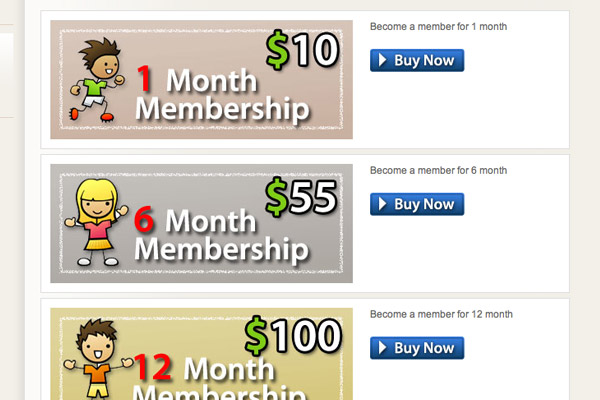 $10
1 Month
Membership
Become a member for 1 month
Buy Now
$55
6 Month
Membership
Become a member for 6 month
Buy Now
$100
12 Month
Membership
Become a member for 12 month
Buy Now